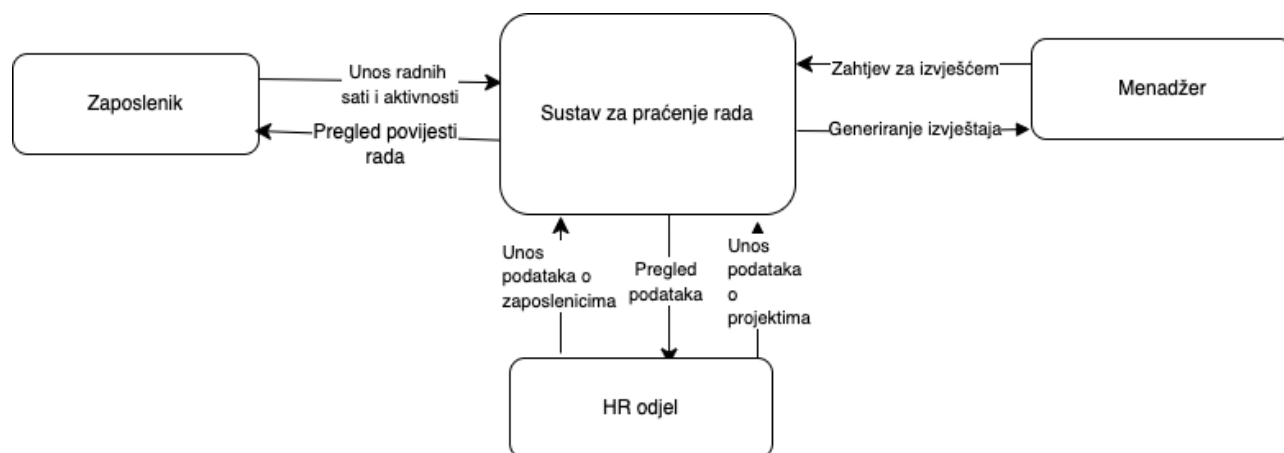 Zaposlenik
Unos radnih
sati i aktivnosti
Pregled povijesti
rada
Sustav za praćenje rada
Zahtjev za izvješćem
Generiranje izvještaja
Menadžer
Unos
podataka o
zaposlenicima
Pregled
podataka
Unos
podataka
o
projektima
HR odjel